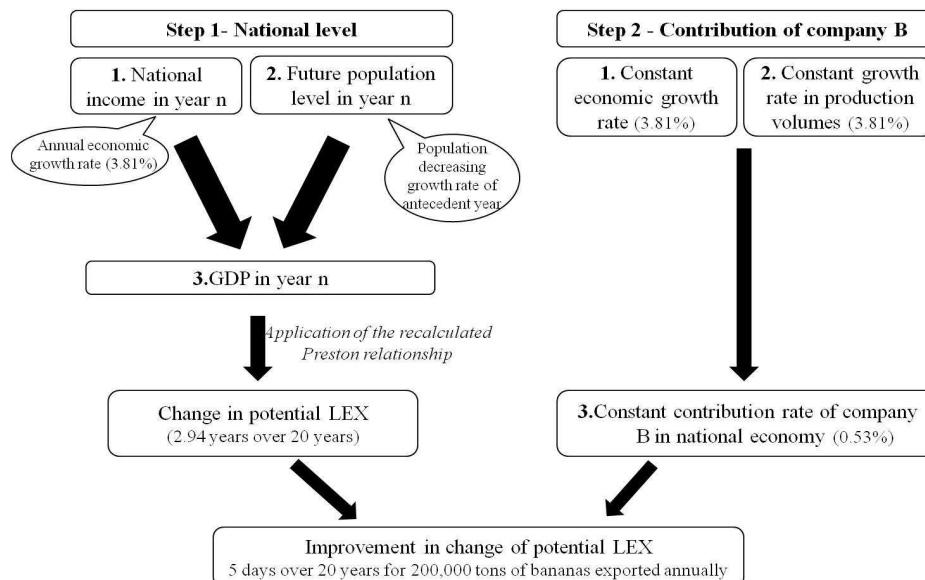 Step 1- National level
1. National
income in year n
2. Future population
level in year n
Annual economic
growth rate (3.81%)
Population
decreasing
growth rate of
antecedent year
3.GDP in year n
Application of the recalculated
Preston relationship
Change in potential LEX
(2.94 years over 20 years)
Step 2 - Contribution of company B
1. Constant
economic growth
rate (3.81%)
2. Constant growth
rate in production
volumes (3.81%)
3.Constant contribution rate of company
B in national economy (0.53%)
Improvement in change of potential LEX
5 days over 20 years for 200,000 tons of bananas exported annually